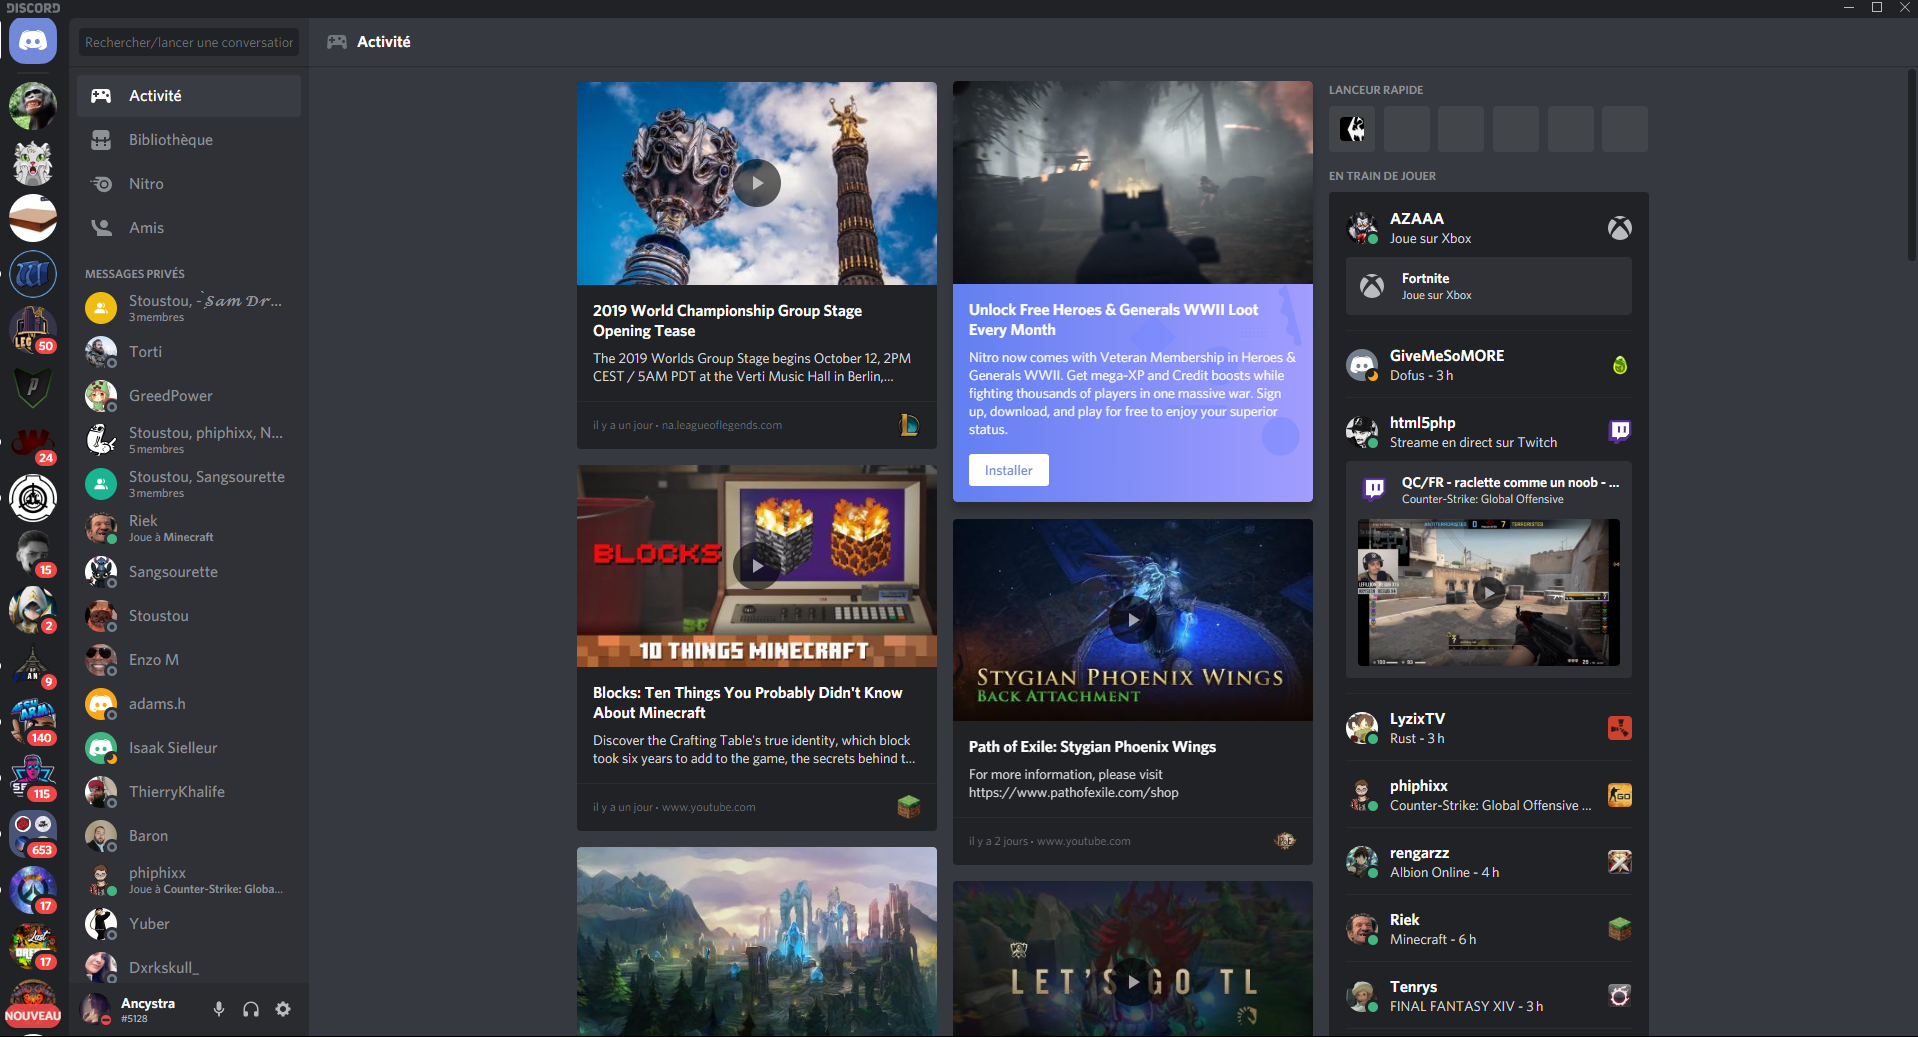 DISCORD
Rechercher/lancer une conversation
Activité
Activité
Bibliothèque
Nitro
Amis
MESSAGES PRIVÉS
Stoustou, - ̀𝓢𝓪𝓶 𝓓𝓻...
3 membres
Torti
GreedPower
Stoustou, phiphixx, N...
5 membres
Stoustou, Sangsourette
3 membres
Riek
Joue à Minecraft
Sangsourette
Stoustou
Enzo M
adams.h
Isaak Sielleur
ThierryKhalife
Baron
phiphixx
Joue à Counter-Strike: Globa...
Yuber
Dxrkskull_
Ancystra
#5128
50
24
15
2
9
140
115
653
17
17
NOUVEAU
2019 World Championship Group Stage
Opening Tease
The 2019 Worlds Group Stage begins October 12, 2PM
CEST / 5AM PDT at the Verti Music Hall in Berlin,...
il y a un jour • na.leagueoflegends.com
BLOCKS
10 THINGS MINECRAFT
Blocks: Ten Things You Probably Didn't Know
About Minecraft
Discover the Crafting Table's true identity, which block
took six years to add to the game, the secrets behind t...
il y a un jour • www.youtube.com
Unlock Free Heroes & Generals WWII Loot
Every Month
Nitro now comes with Veteran Membership in Heroes &
Generals WWII. Get mega-XP and Credit boosts while
fighting thousands of players in one massive war. Sign
up, download, and play for free to enjoy your superior
status.
Installer
STYGIAN PHOENIX WINGS
BACK ATTACHMENT
Path of Exile: Stygian Phoenix Wings
For more information, please visit
https://www.pathofexile.com/shop
il y a 2 jours • www.youtube.com
LET'S GO TL
LANCEUR RAPIDE
EN TRAIN DE JOUER
AZAAA
Joue sur Xbox
Fortnite
Joue sur Xbox
GiveMeSoMORE
Dofus - 3 h
html5php
Streame en direct sur Twitch
QC/FR - raclette comme un noob - ...
Counter-Strike: Global Offensive
ANTITERRORISTES 0 7 TERRORISTES
LyzixTV
Rust - 3 h
phiphixx
Counter-Strike: Global Offensive ...
GO
rengarzz
Albion Online - 4 h
Riek
Minecraft - 6 h
Tenrys
FINAL FANTASY XIV - 3 h